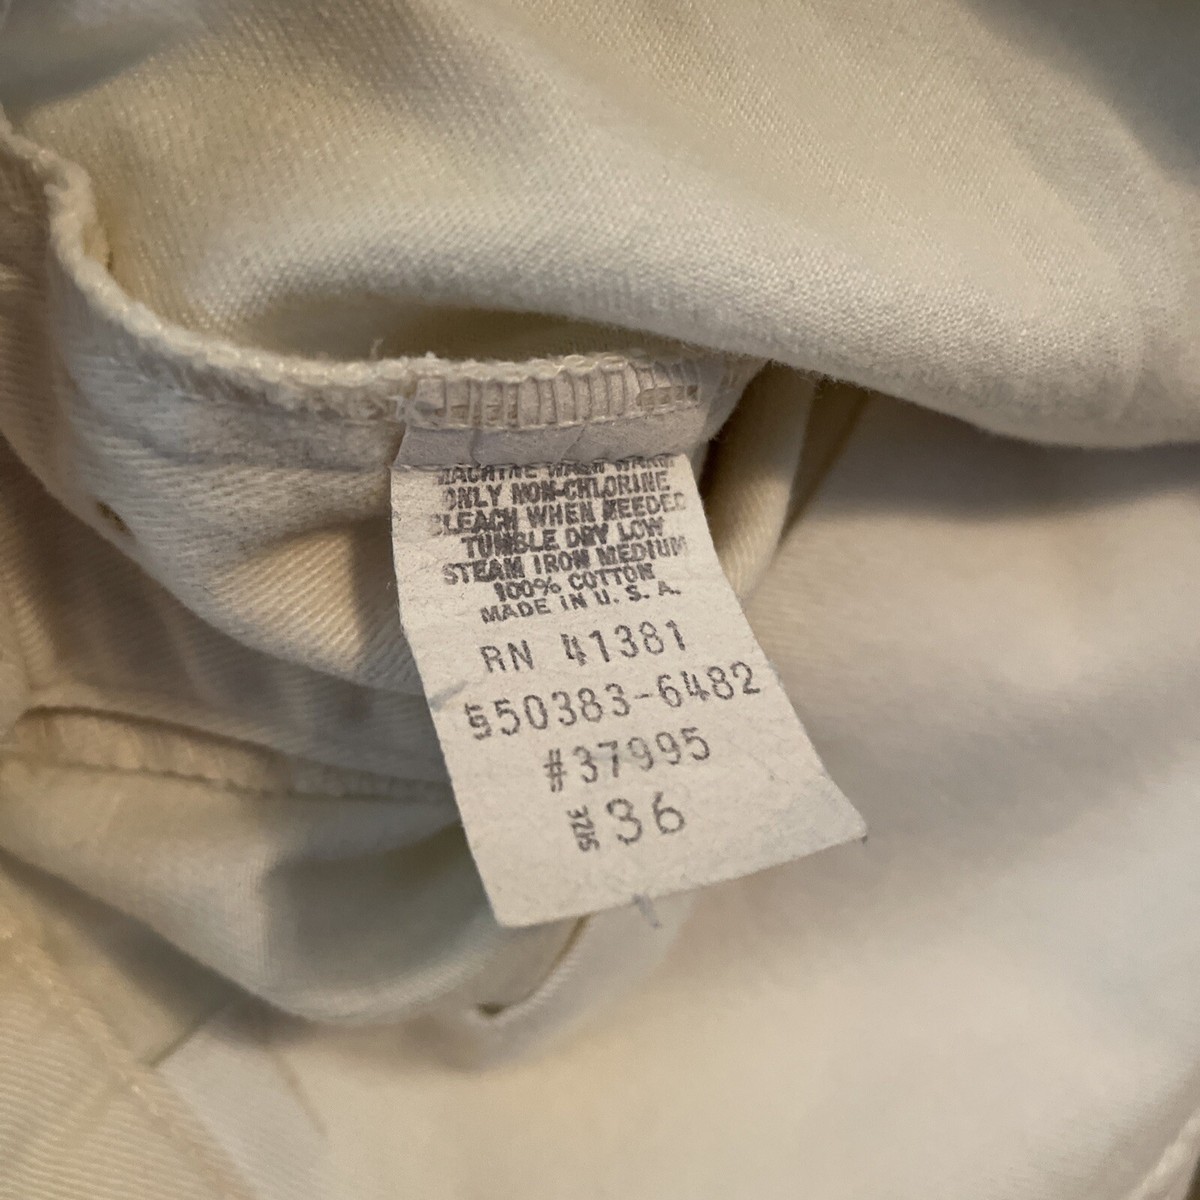 MACHINE WASH WARM
ONLY NON-CHLORINE
BLEACH WHEN NEEDED
TUMBLE DRY LOW
STEAM IRON MEDIUM
100% COTTON
MADE IN U. S. A.
RN 41381
§50383-6482
#37995
SIZE 36